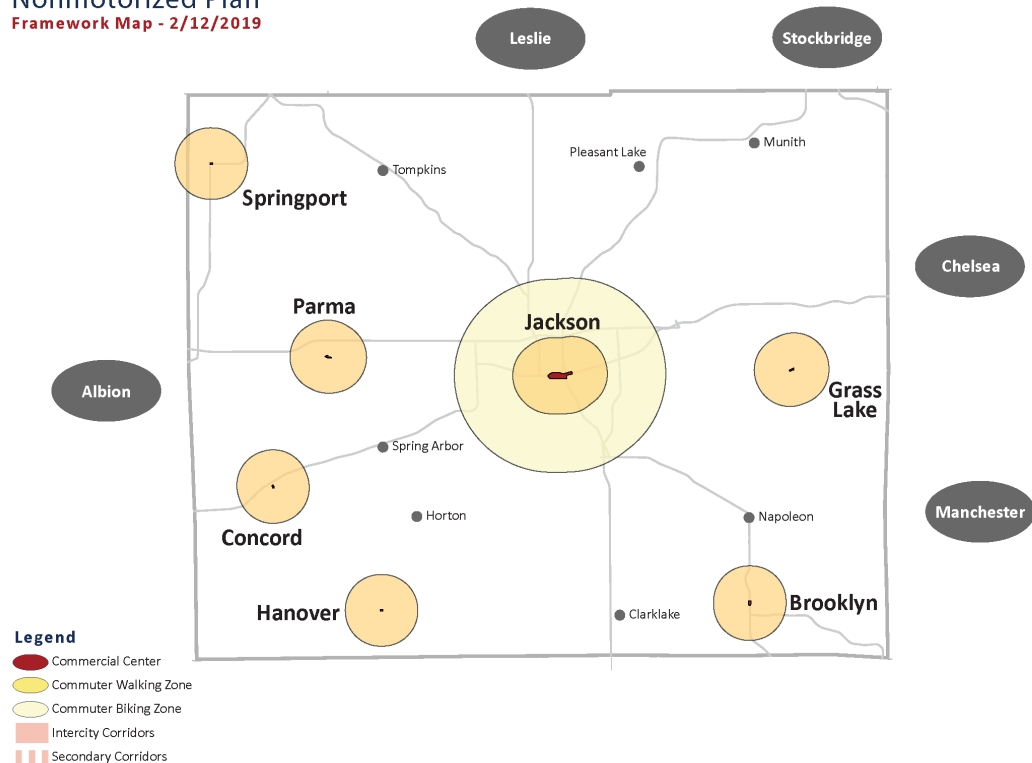 Nonmotorized Plan
Framework Map - 2/12/2019
Leslie
Stockbridge
Pleasant Lake
Munith
Tompkins
Springport
Chelsea
Parma
Jackson
Albion
Grass
Lake
Spring Arbor
Horton
Manchester
Napoleon
Concord
Hanover
Brooklyn
Clarklake
Legend
Commercial Center
Commuter Walking Zone
Commuter Biking Zone
Intercity Corridors
Secondary Corridors